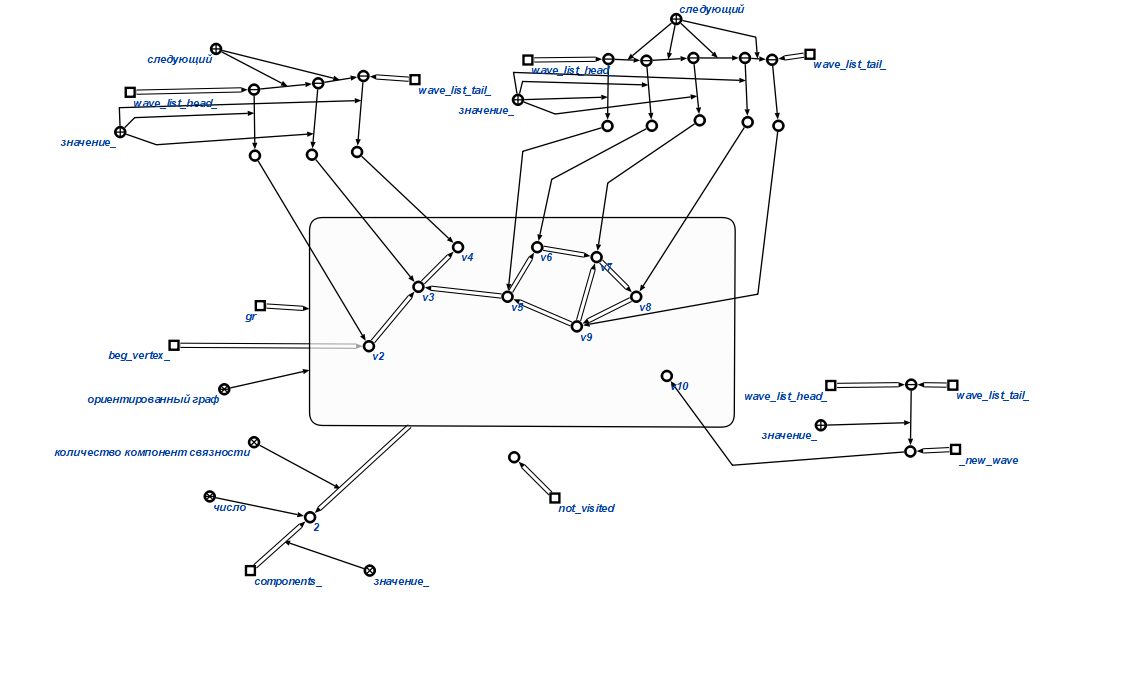 следующий
следующий
wave_list_head
wave_list_tail_
wave_list_head_
wave_list_tail_
значение_
значение_
v4
v6
v7
v3
v5
v8
gr
v9
beg_vertex_
v2
v10
ориентированный граф
wave_list_head_
wave_list_tail_
значение_
количество компонент связности
_new_wave
число
not_visited
2
components_
значение_